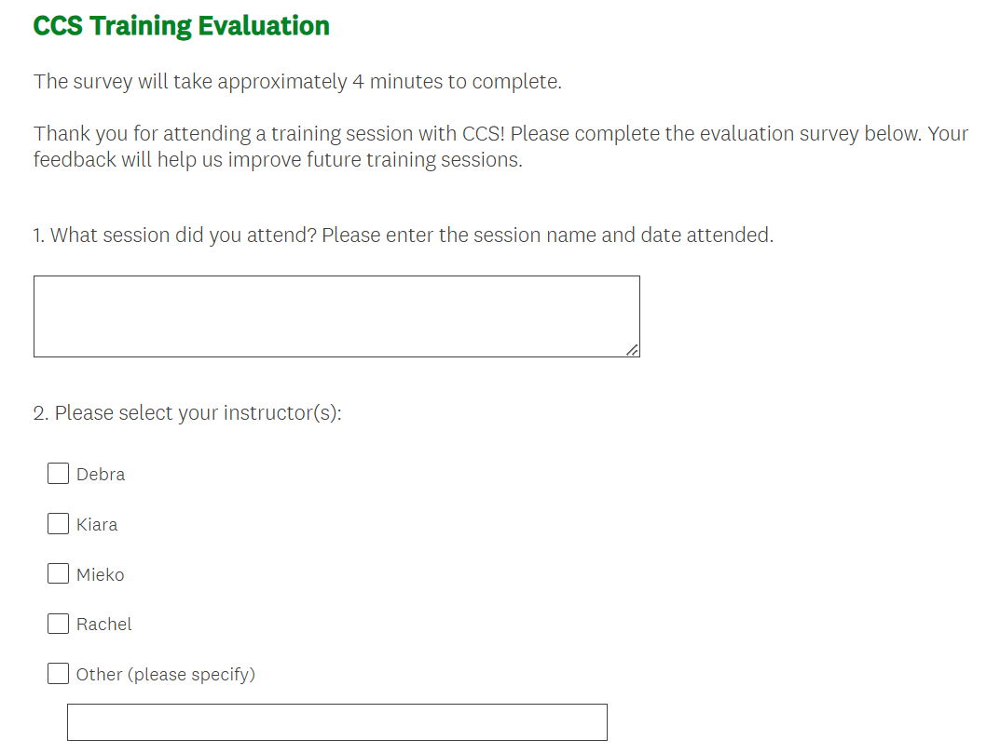 CCS Training Evaluation
The survey will take approximately 4 minutes to complete.
Thank you for attending a training session with CCS! Please complete the evaluation survey below. Your
feedback will help us improve future training sessions.
1. What session did you attend? Please enter the session name and date attended.
2. Please select your instructor(s):
Debra
Kiara
Mieko
Rachel
Other (please specify)